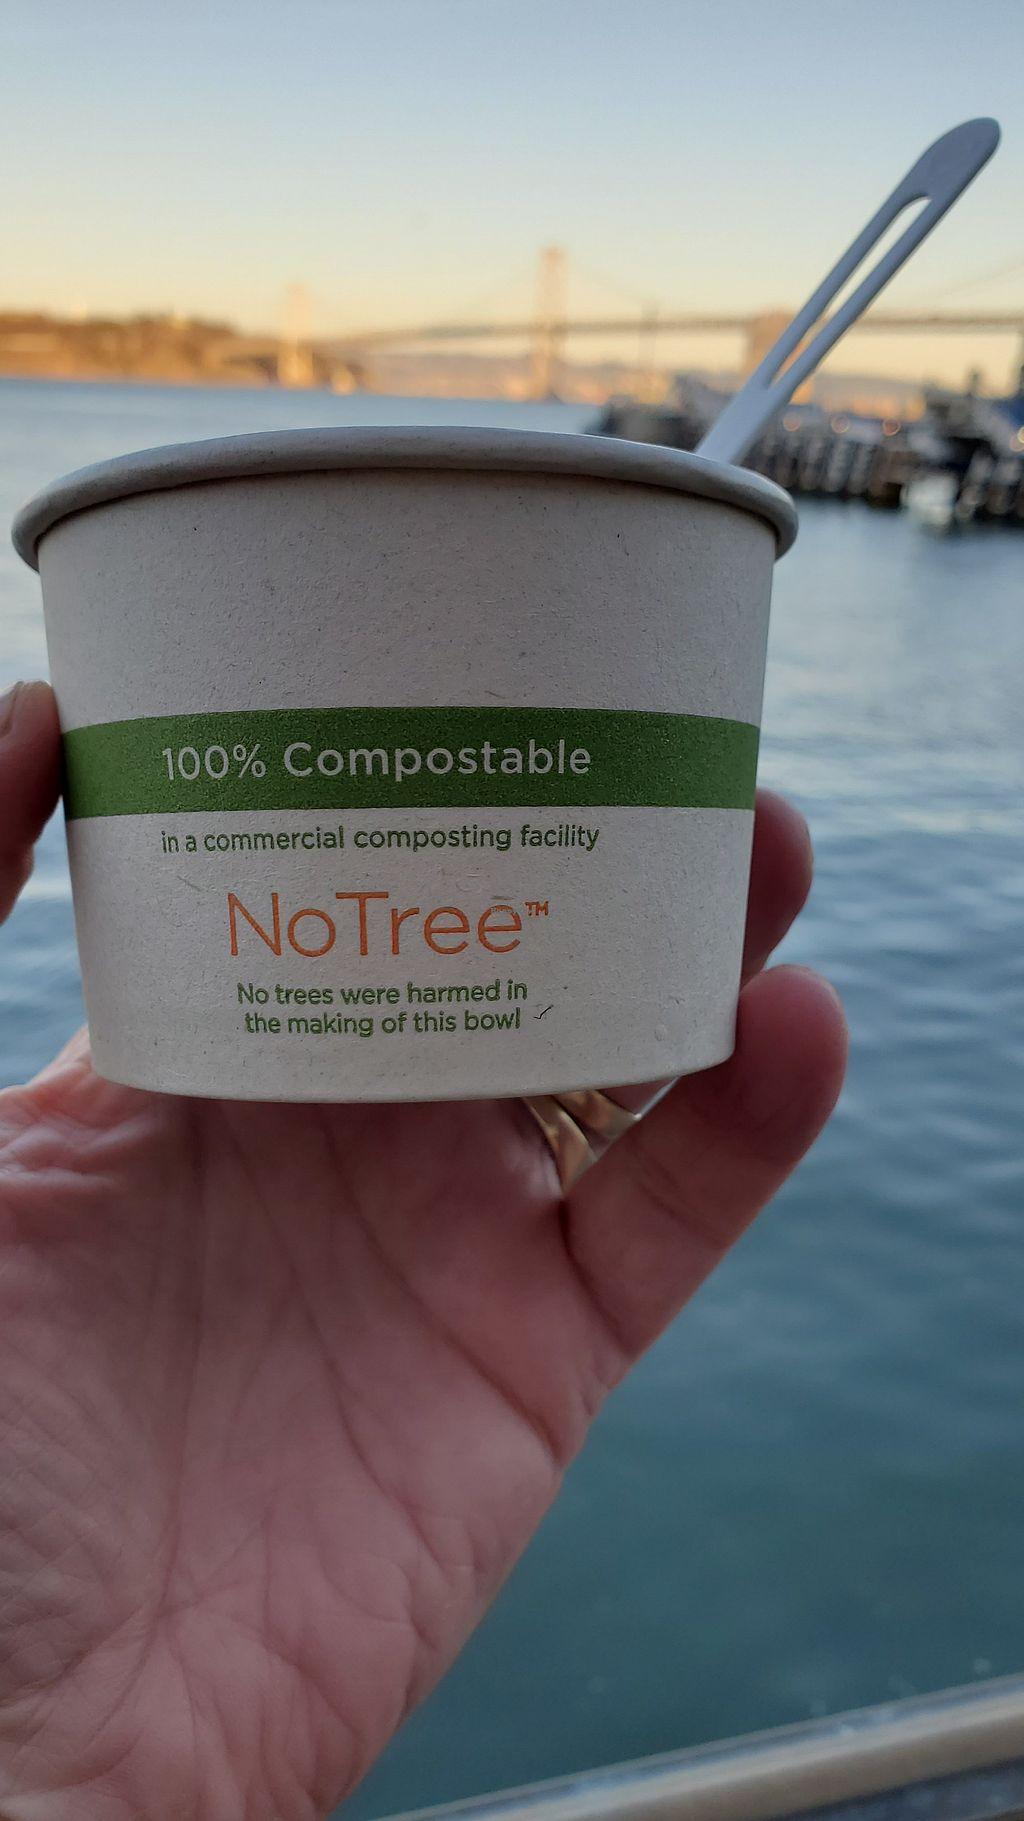 100% Compostable
in a commercial composting facility
NoTree™
No trees were harmed in
the making of this bowl